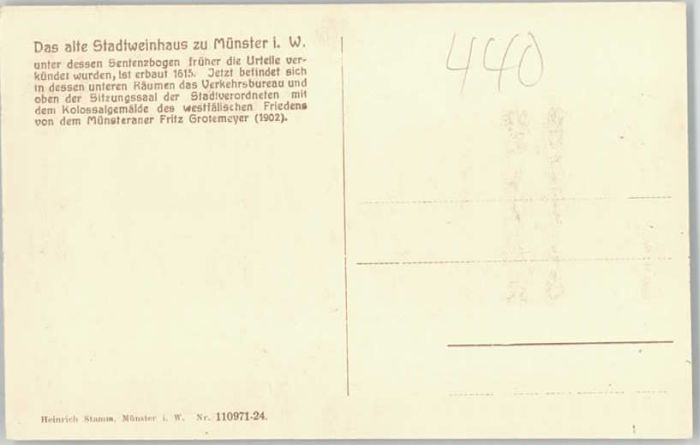 Das alte Stadtweinhaus zu Münster i. W.
unter dessen Sentenzbogen früher die Urteile ver-
kündet wurden, ist erbaut 1615. Jetzt befindet sich
in dessen unteren Räumen das Verkehrsbureau und
oben der Sitzungssaal der Stadtverordneten mit
dem Kolossalgemälde des westfälischen Friedens
von dem Münsteraner Fritz Grotemeyer (1902).
440
Heinrich Stamm, Münster i. W. Nr. 110971-24.